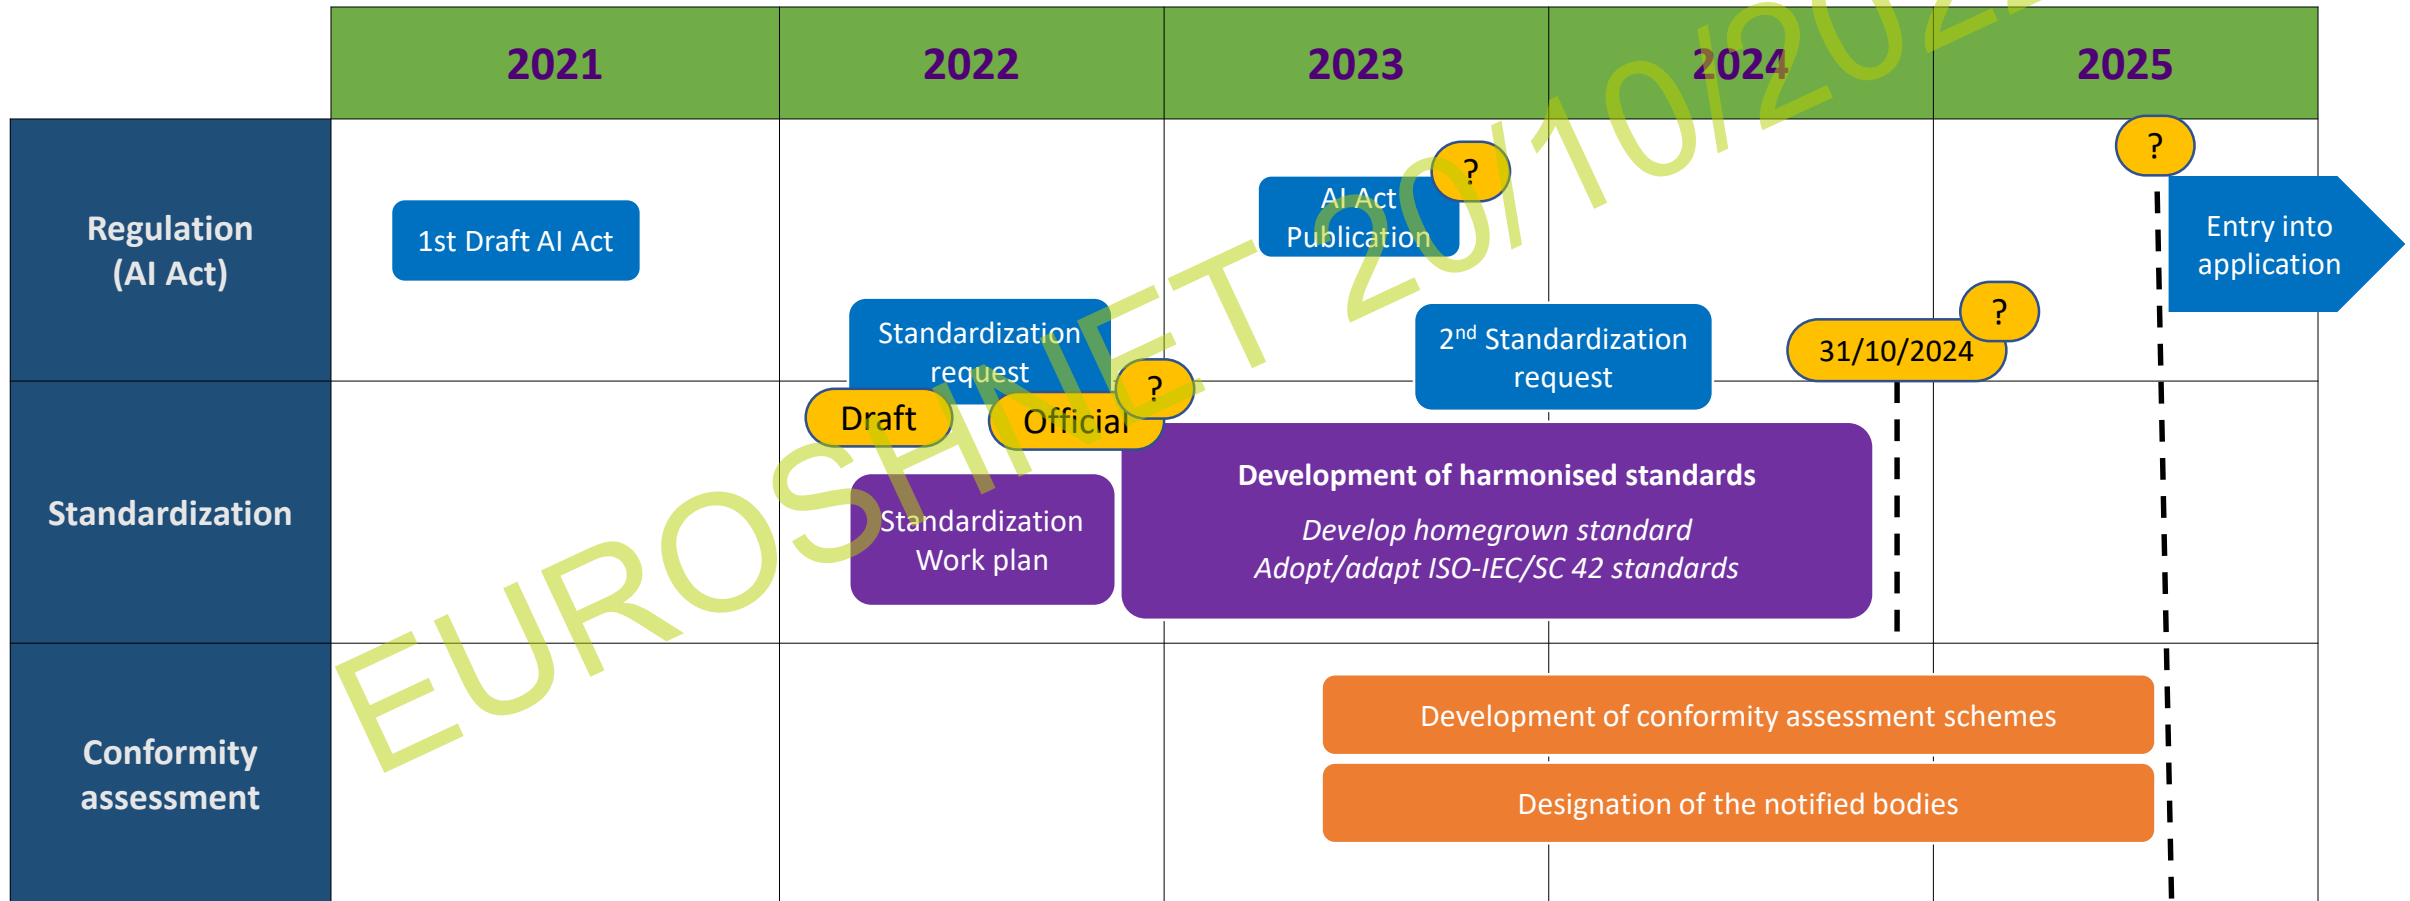 2021
2022
2023
2024
2025
Regulation
(AI Act)
1st Draft AI Act
AI Act
Publication
?
?
Entry into
application
Standardization
request
Draft
Official
?
2nd Standardization
request
31/10/2024
?
Standardization
Standardization
Work plan
Development of harmonised standards
Develop homegrown standard
Adopt/adapt ISO-IEC/SC 42 standards
Conformity
assessment
Development of conformity assessment schemes
Designation of the notified bodies
EUROSHNET